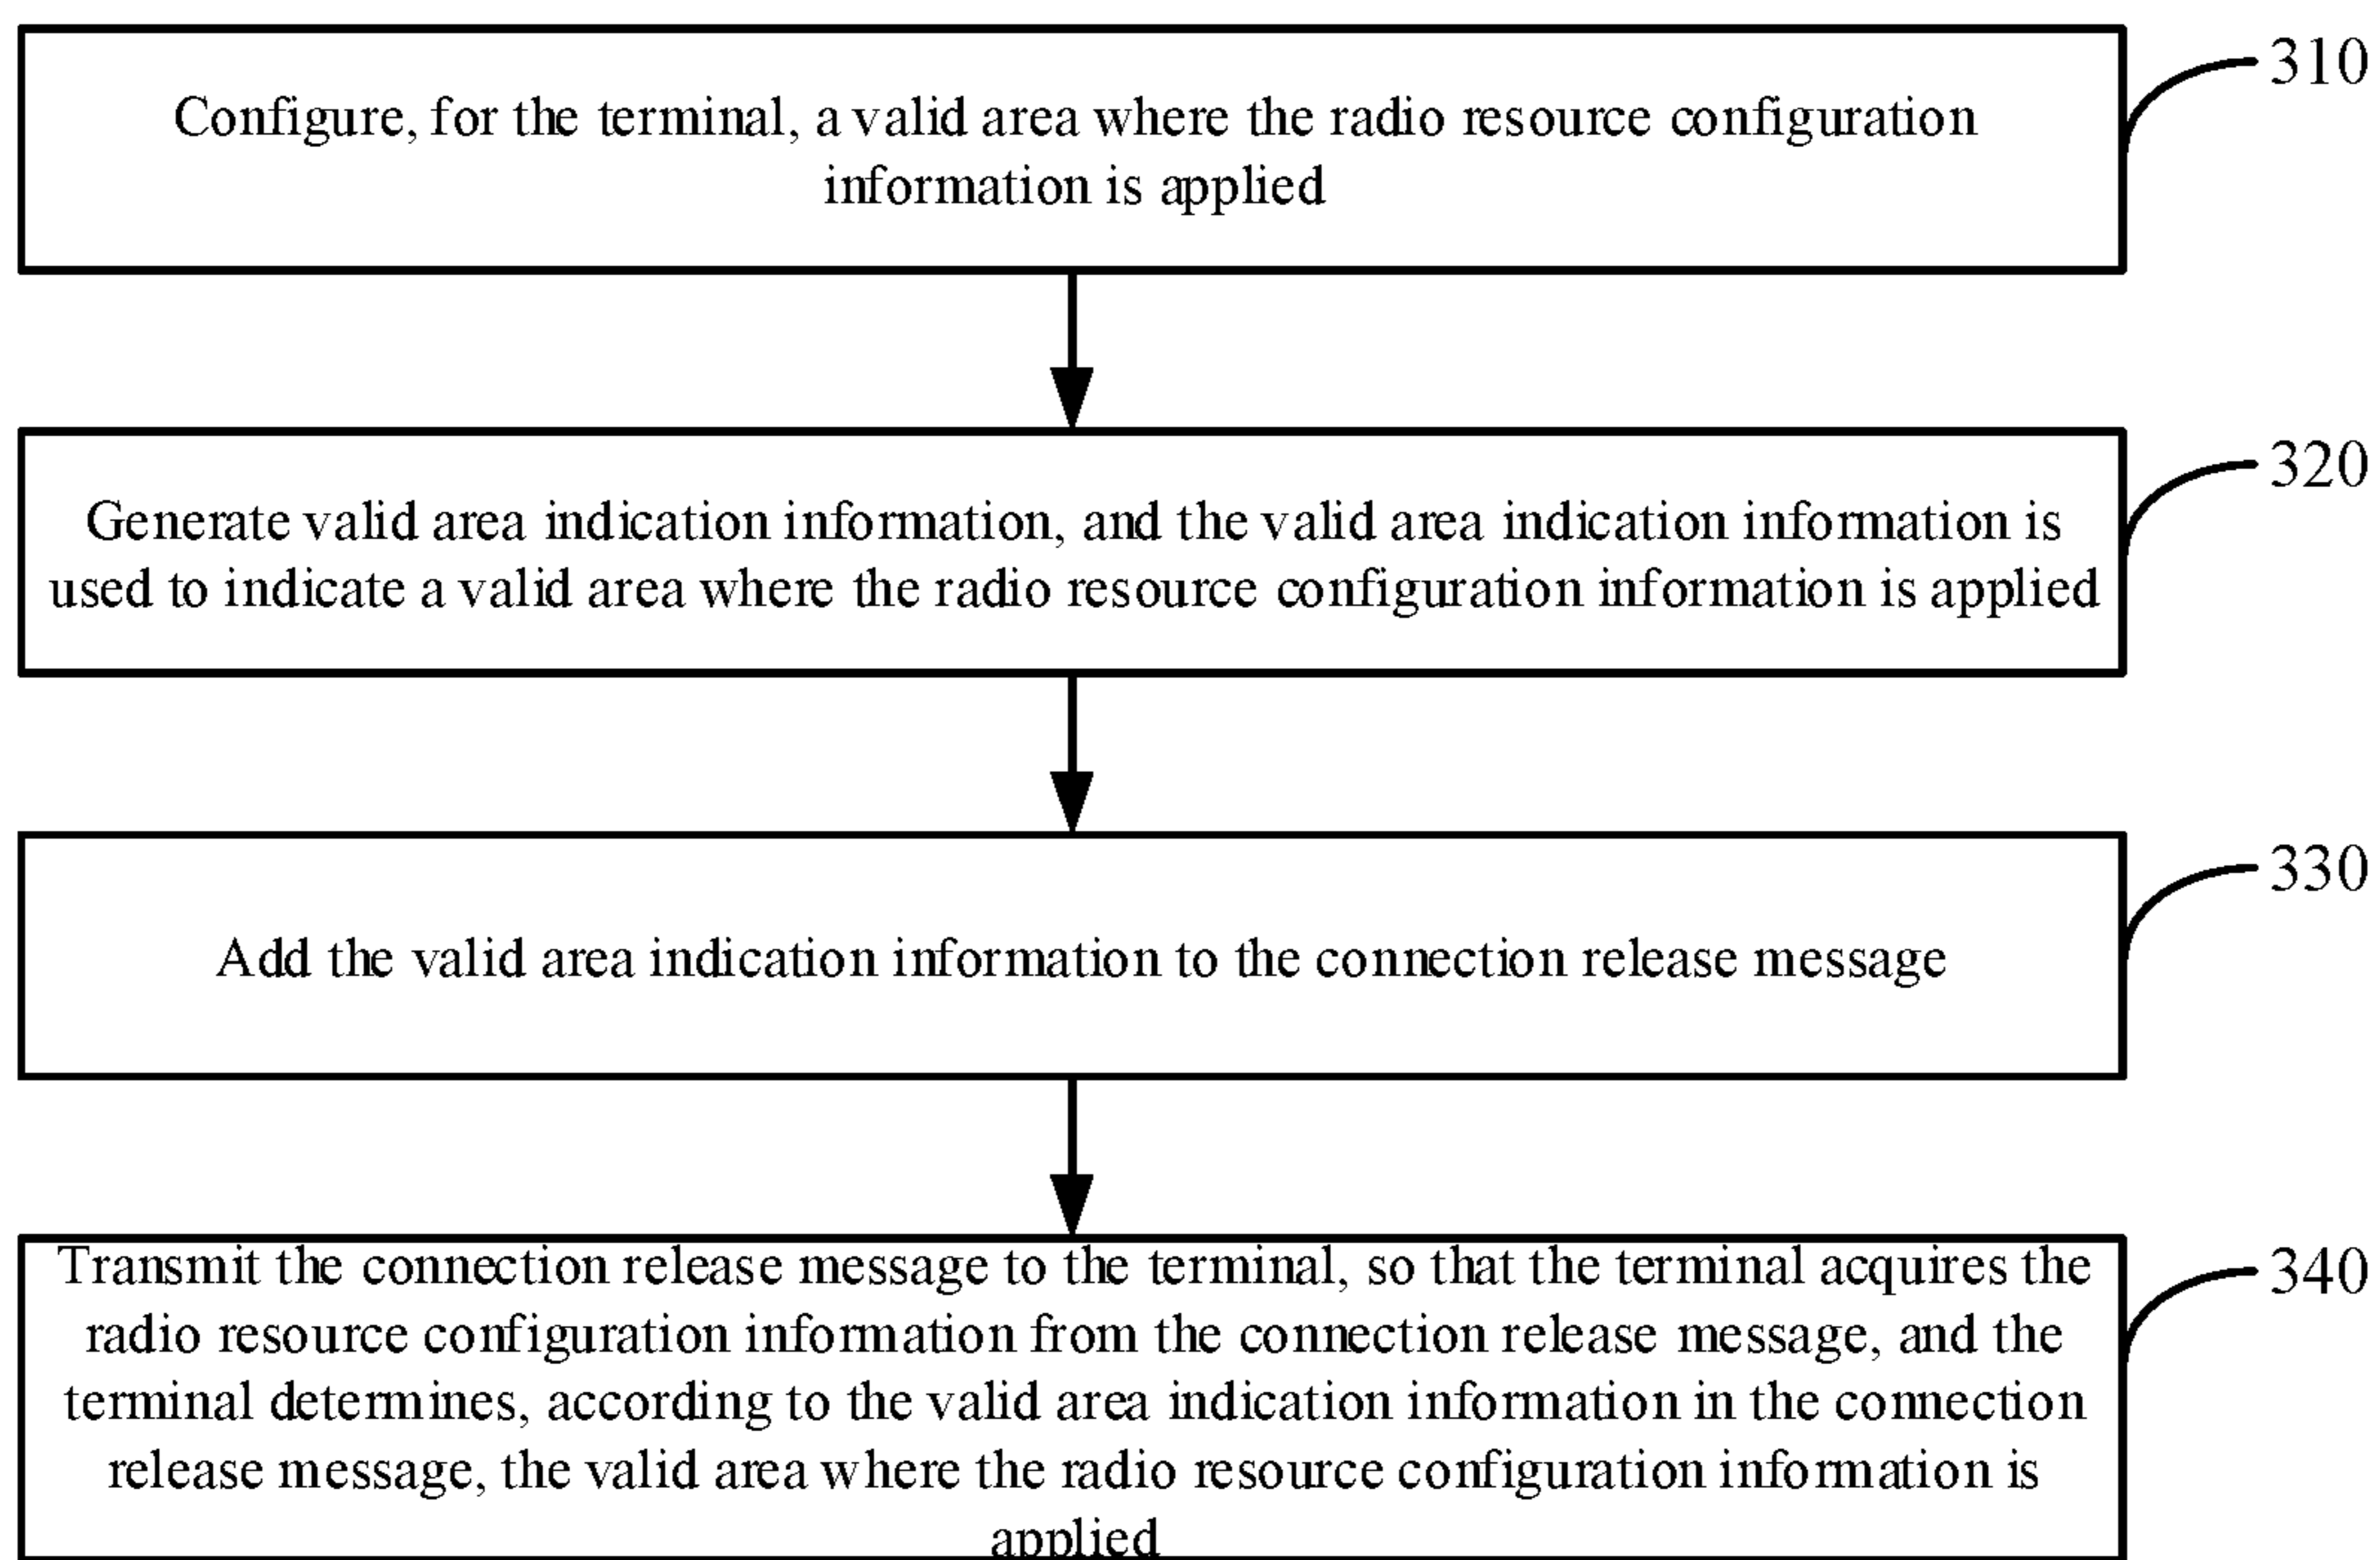 310
Configure, for the terminal, a valid area where the radio resource configuration
information is applied
320
Generate valid area indication information, and the valid area indication information is
used to indicate a valid area where the radio resource configuration information is applied
330
Add the valid area indication information to the connection release message
340
Transmit the connection release message to the terminal, so that the terminal acquires the
radio resource configuration information from the connection release message, and the
terminal determines, according to the valid area indication information in the connection
release message, the valid area where the radio resource configuration information is
applied